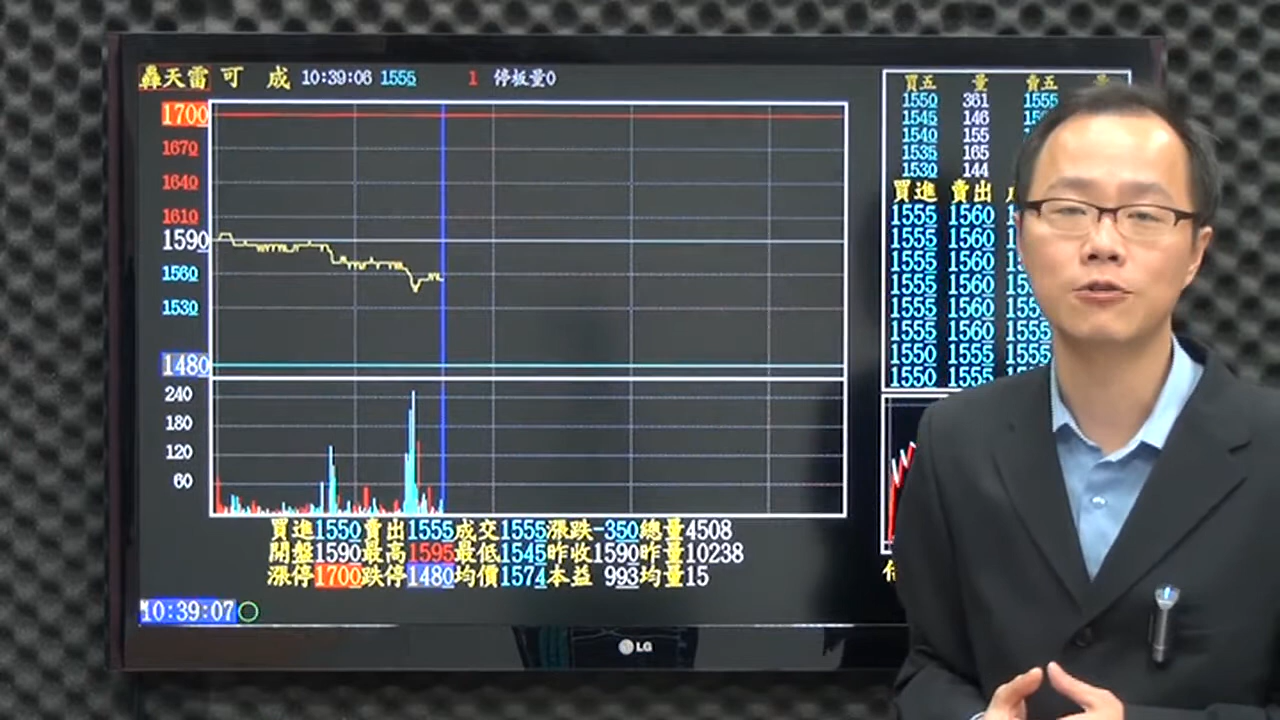 轟天雷 可 成 10:39:06 1555 1 停板量0
1700
1670
1640
1610
1590
1560
1530
1480
240
180
120
60
買五 量 賣五 量
1550 361 1555
1545 146
1540 155
1535 165
1530 144
買進 賣出
1555 1560
1555 1560
1555 1560
1555 1560
1555 1560 1555
1555 1560 1555
1550 1555 1555
1550 1555 1555
買進1550賣出1555成交1555漲跌-350總量4508
開盤1590最高1595最低1545昨收1590昨量10238
漲停1700跌停1480均價1574本益 993均量15
10:39:07
LG